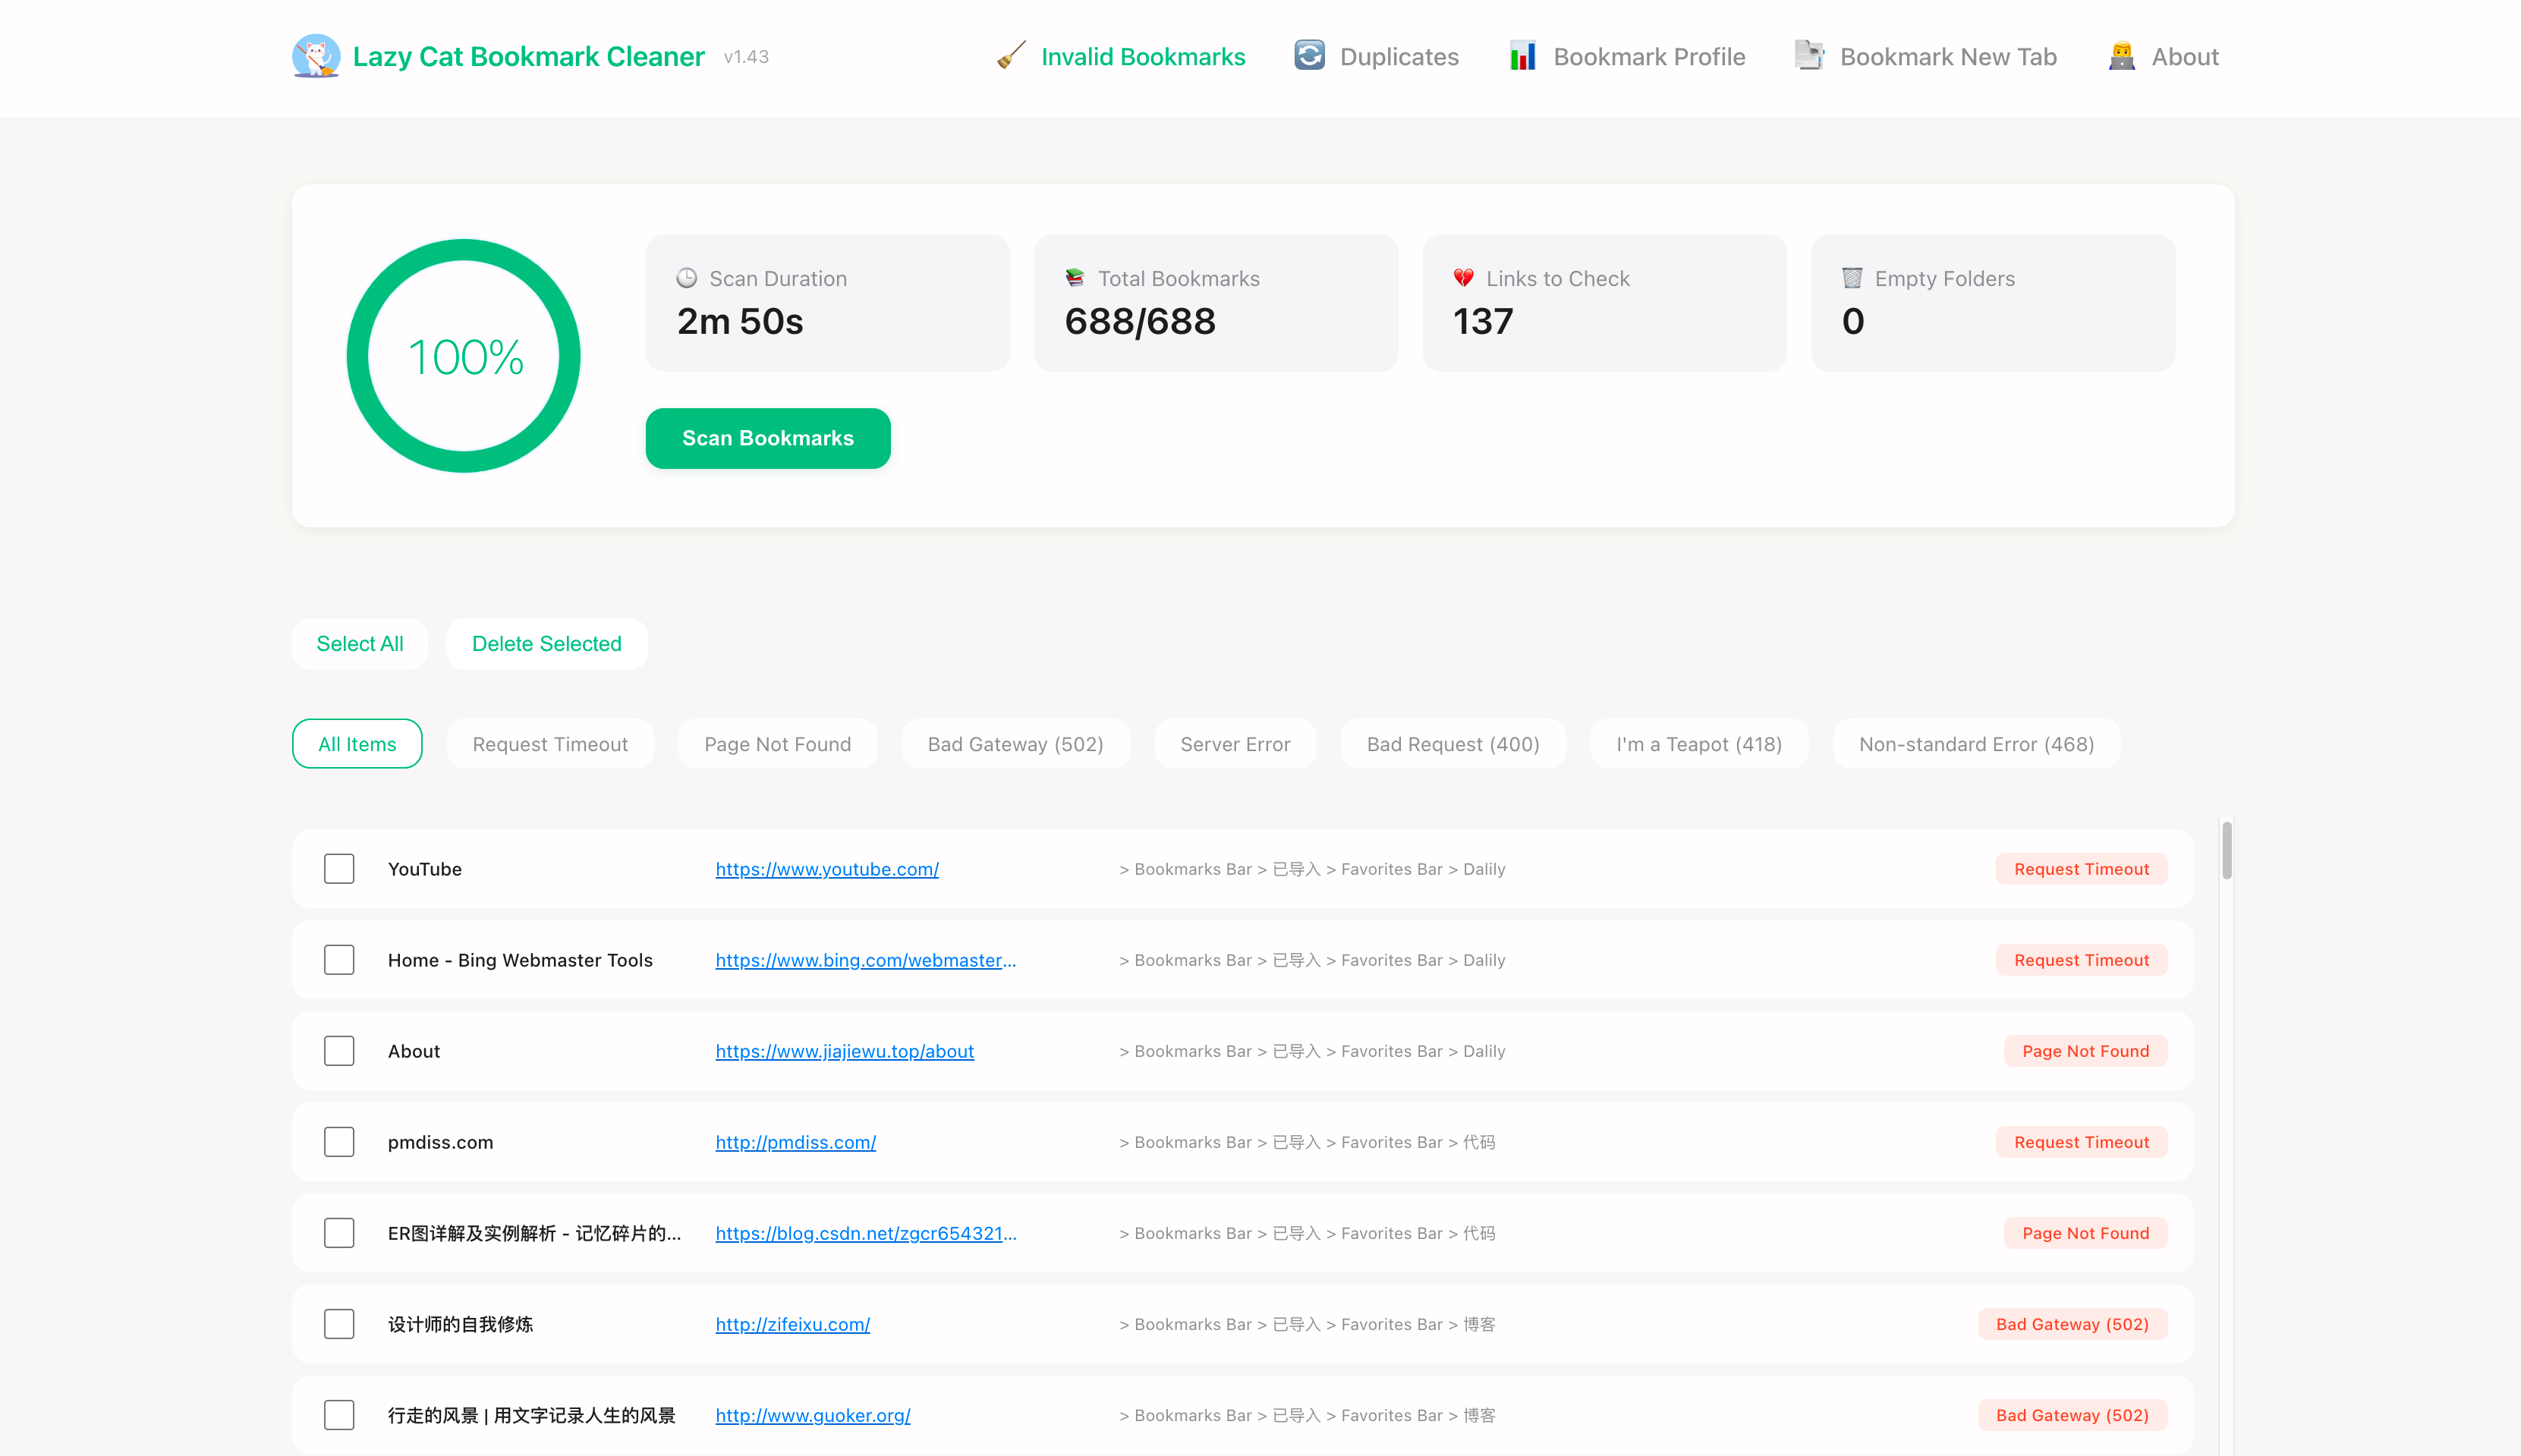 Lazy Cat Bookmark Cleaner v1.43
Invalid Bookmarks Duplicates Bookmark Profile Bookmark New Tab About
100%
Scan Duration
2m 50s
Total Bookmarks
688/688
Links to Check
137
Empty Folders
0
Scan Bookmarks
Select All Delete Selected
All Items Request Timeout Page Not Found Bad Gateway (502) Server Error Bad Request (400) I'm a Teapot (418) Non-standard Error (468)
YouTube https://www.youtube.com/ > Bookmarks Bar > 已导入 > Favorites Bar > Dalily Request Timeout
Home - Bing Webmaster Tools https://www.bing.com/webmaster... > Bookmarks Bar > 已导入 > Favorites Bar > Dalily Request Timeout
About https://www.jiajiewu.top/about > Bookmarks Bar > 已导入 > Favorites Bar > Dalily Page Not Found
pmdiss.com http://pmdiss.com/ > Bookmarks Bar > 已导入 > Favorites Bar > 代码 Request Timeout
ER图详解及实例解析 - 记忆碎片的... https://blog.csdn.net/zgcr654321... > Bookmarks Bar > 已导入 > Favorites Bar > 代码 Page Not Found
设计师的自我修炼 http://zifeixu.com/ > Bookmarks Bar > 已导入 > Favorites Bar > 博客 Bad Gateway (502)
行走的风景 | 用文字记录人生的风景 http://www.guoker.org/ > Bookmarks Bar > 已导入 > Favorites Bar > 博客 Bad Gateway (502)